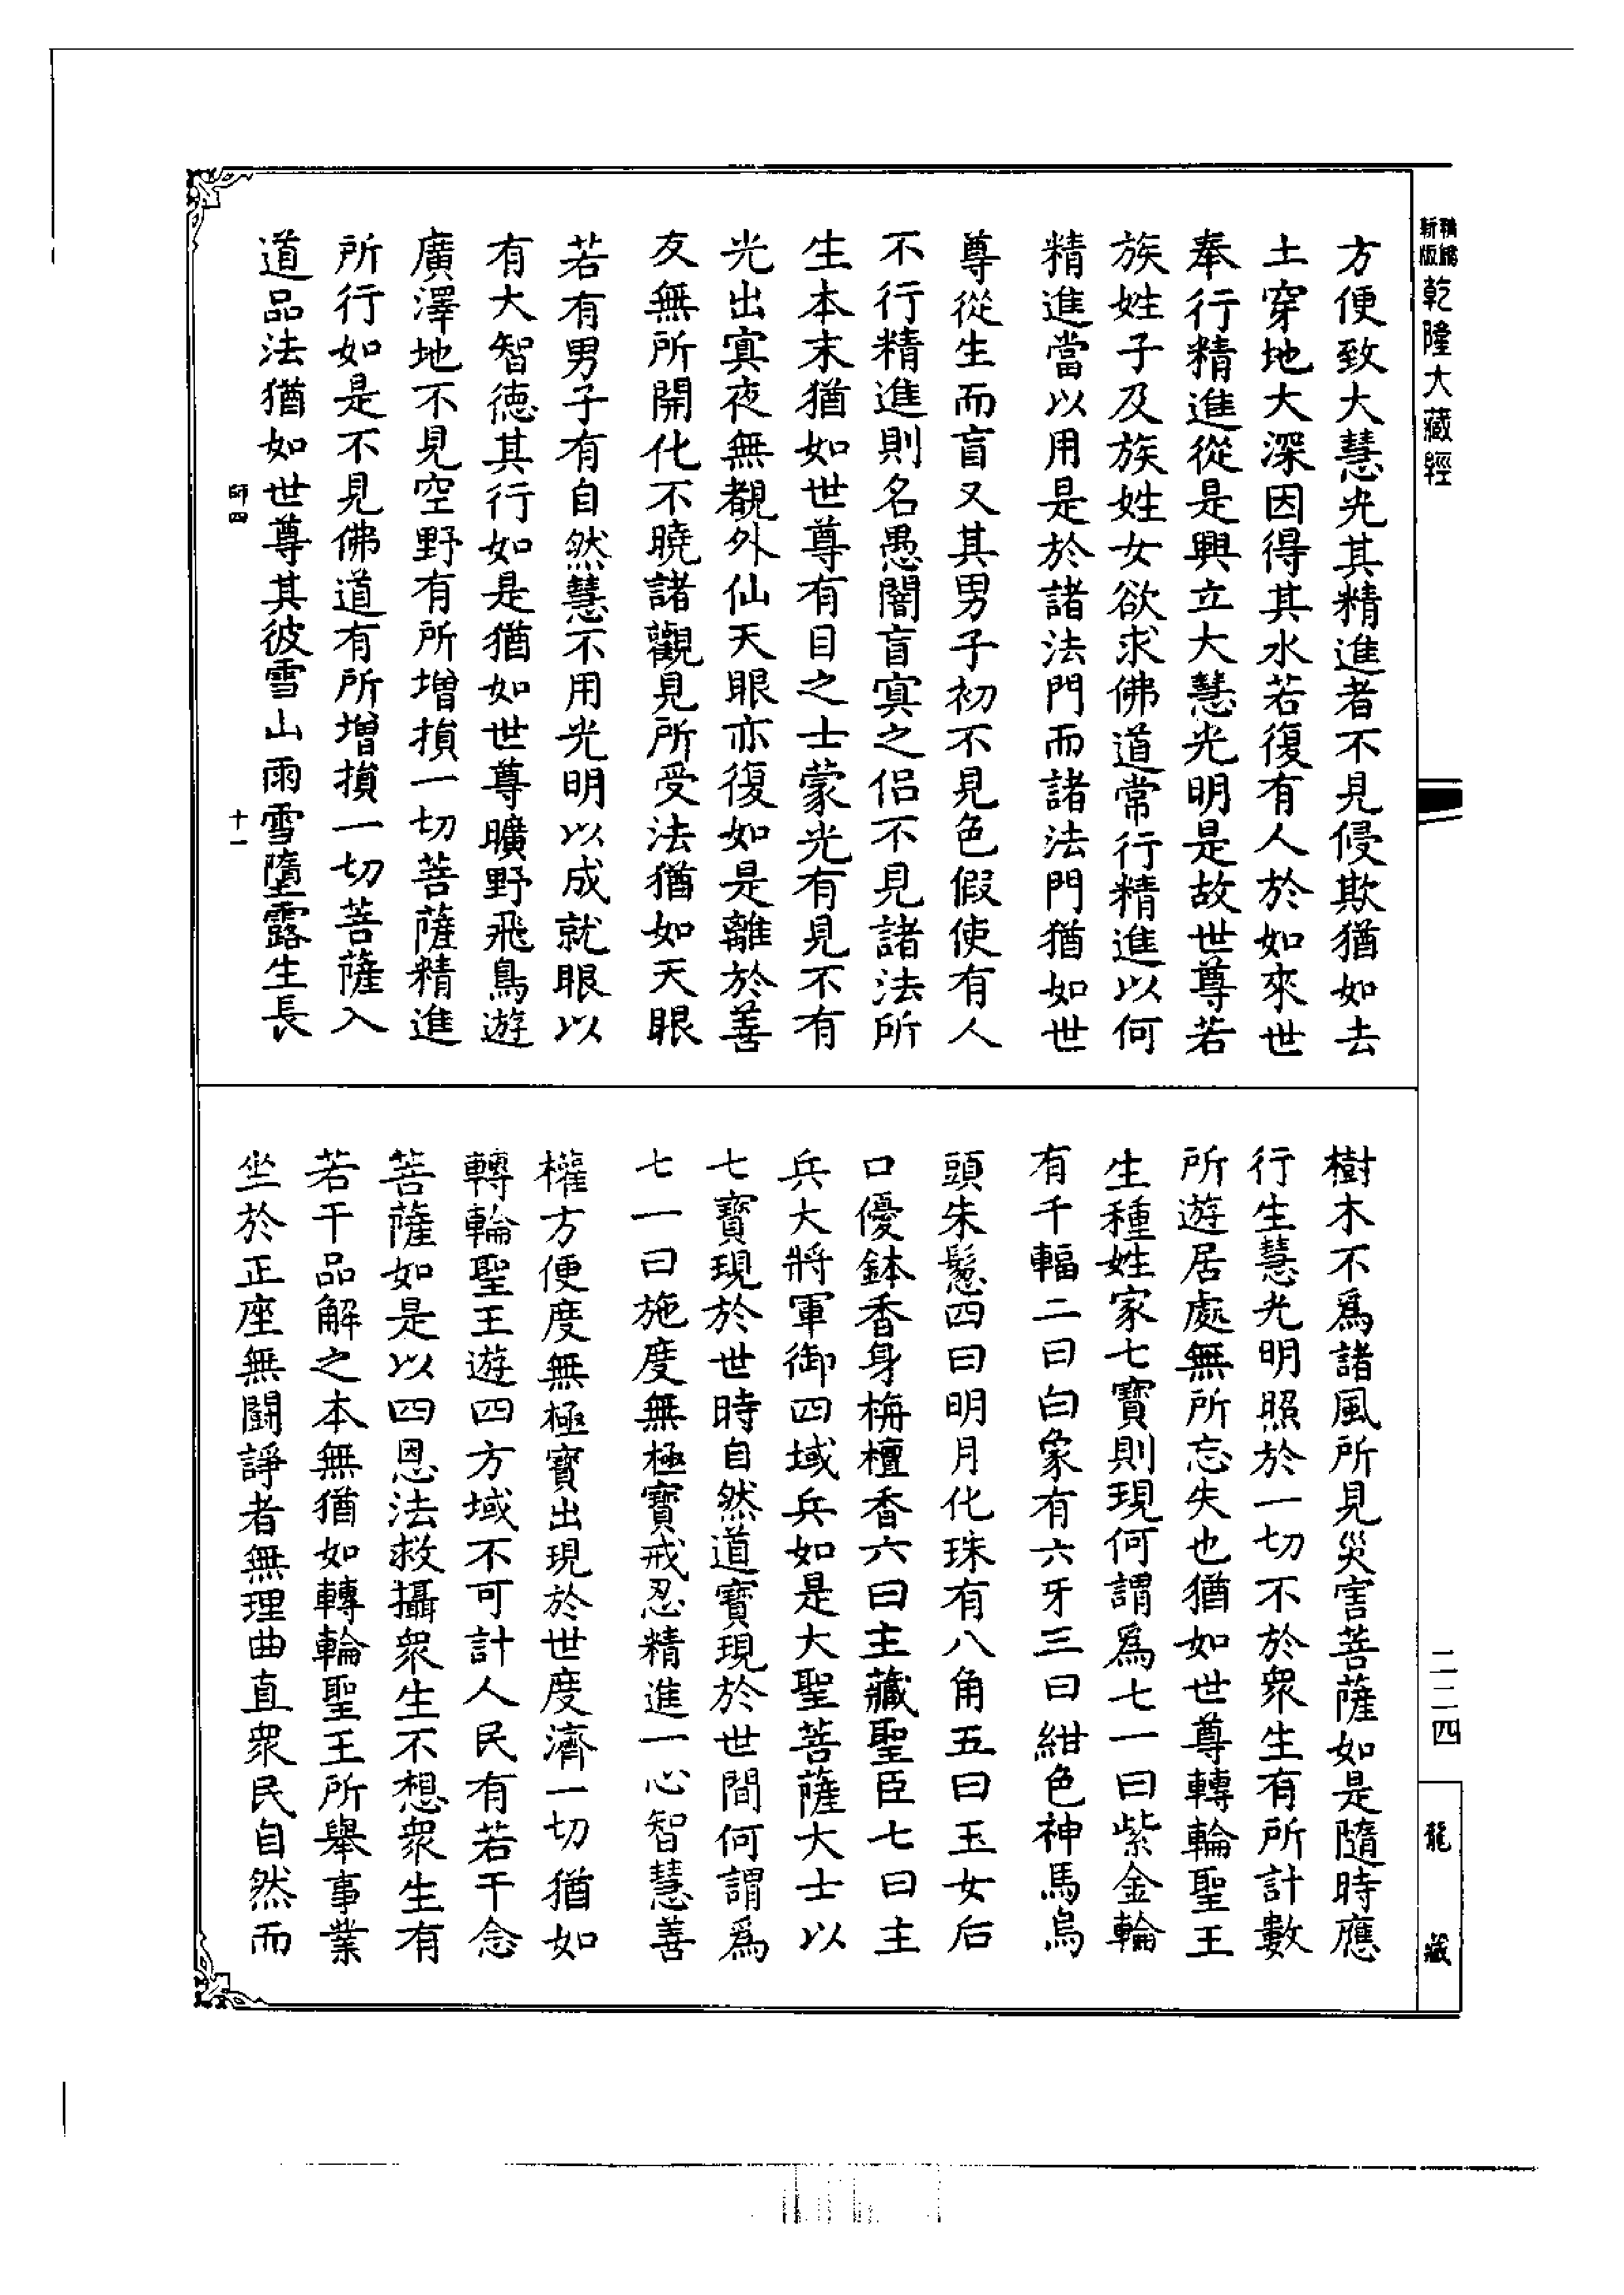 新版精縮乾隆大藏經
方便致大慧光其精進者不見侵欺猶如去
土穿地大深因得其水若復有人於如來世
奉行精進從是興立大慧光明是故世尊若
族姓子及族姓女欲求佛道常行精進以何
精進當以用是於諸法門而諸法門猶如世
尊從生而盲又其男子初不見色假使有人
不行精進則名愚闇盲冥之侶不見諸法所
生本末猶如世尊有目之士蒙光有見不有
光出冥夜無覩外仙天眼亦復如是離於善
友無所開化不曉諸觀見所受法猶如天眼
若有男子有自然慧不用光明以成就眼以
有大智德其行如是猶如世尊曠野飛鳥遊
廣澤地不見空野有所增損一切菩薩精進
所行如是不見佛道有所增損一切菩薩入
道品法猶如世尊其彼雪山雨雪墮露生長
師四 十一
樹木不爲諸風所見災害菩薩如是隨時應
行生慧光明照於一切不於衆生有所計數
所遊居處無所忘失也猶如世尊轉輪聖王
生種姓家七寶則現何謂爲七一曰紫金輪
有千輻二曰白象有六牙三曰紺色神馬烏
頭朱鬉四曰明月化珠有八角五曰玉女后
口優鉢香身栴檀香六曰主藏聖臣七曰主
兵大將軍御四域兵如是大聖菩薩大士以
七寶現於世時自然道寶現於世間何謂爲
七一曰施度無極寶戒忍精進一心智慧善
權方便度無極寶出現於世度濟一切猶如
轉輪聖王遊四方域不可計人民有若干念
菩薩如是以四恩法救攝衆生不想衆生有
若干品解之本無猶如轉輪聖王所舉事業
坐於正座無鬪諍者無理曲直衆民自然而
二二四
龍藏